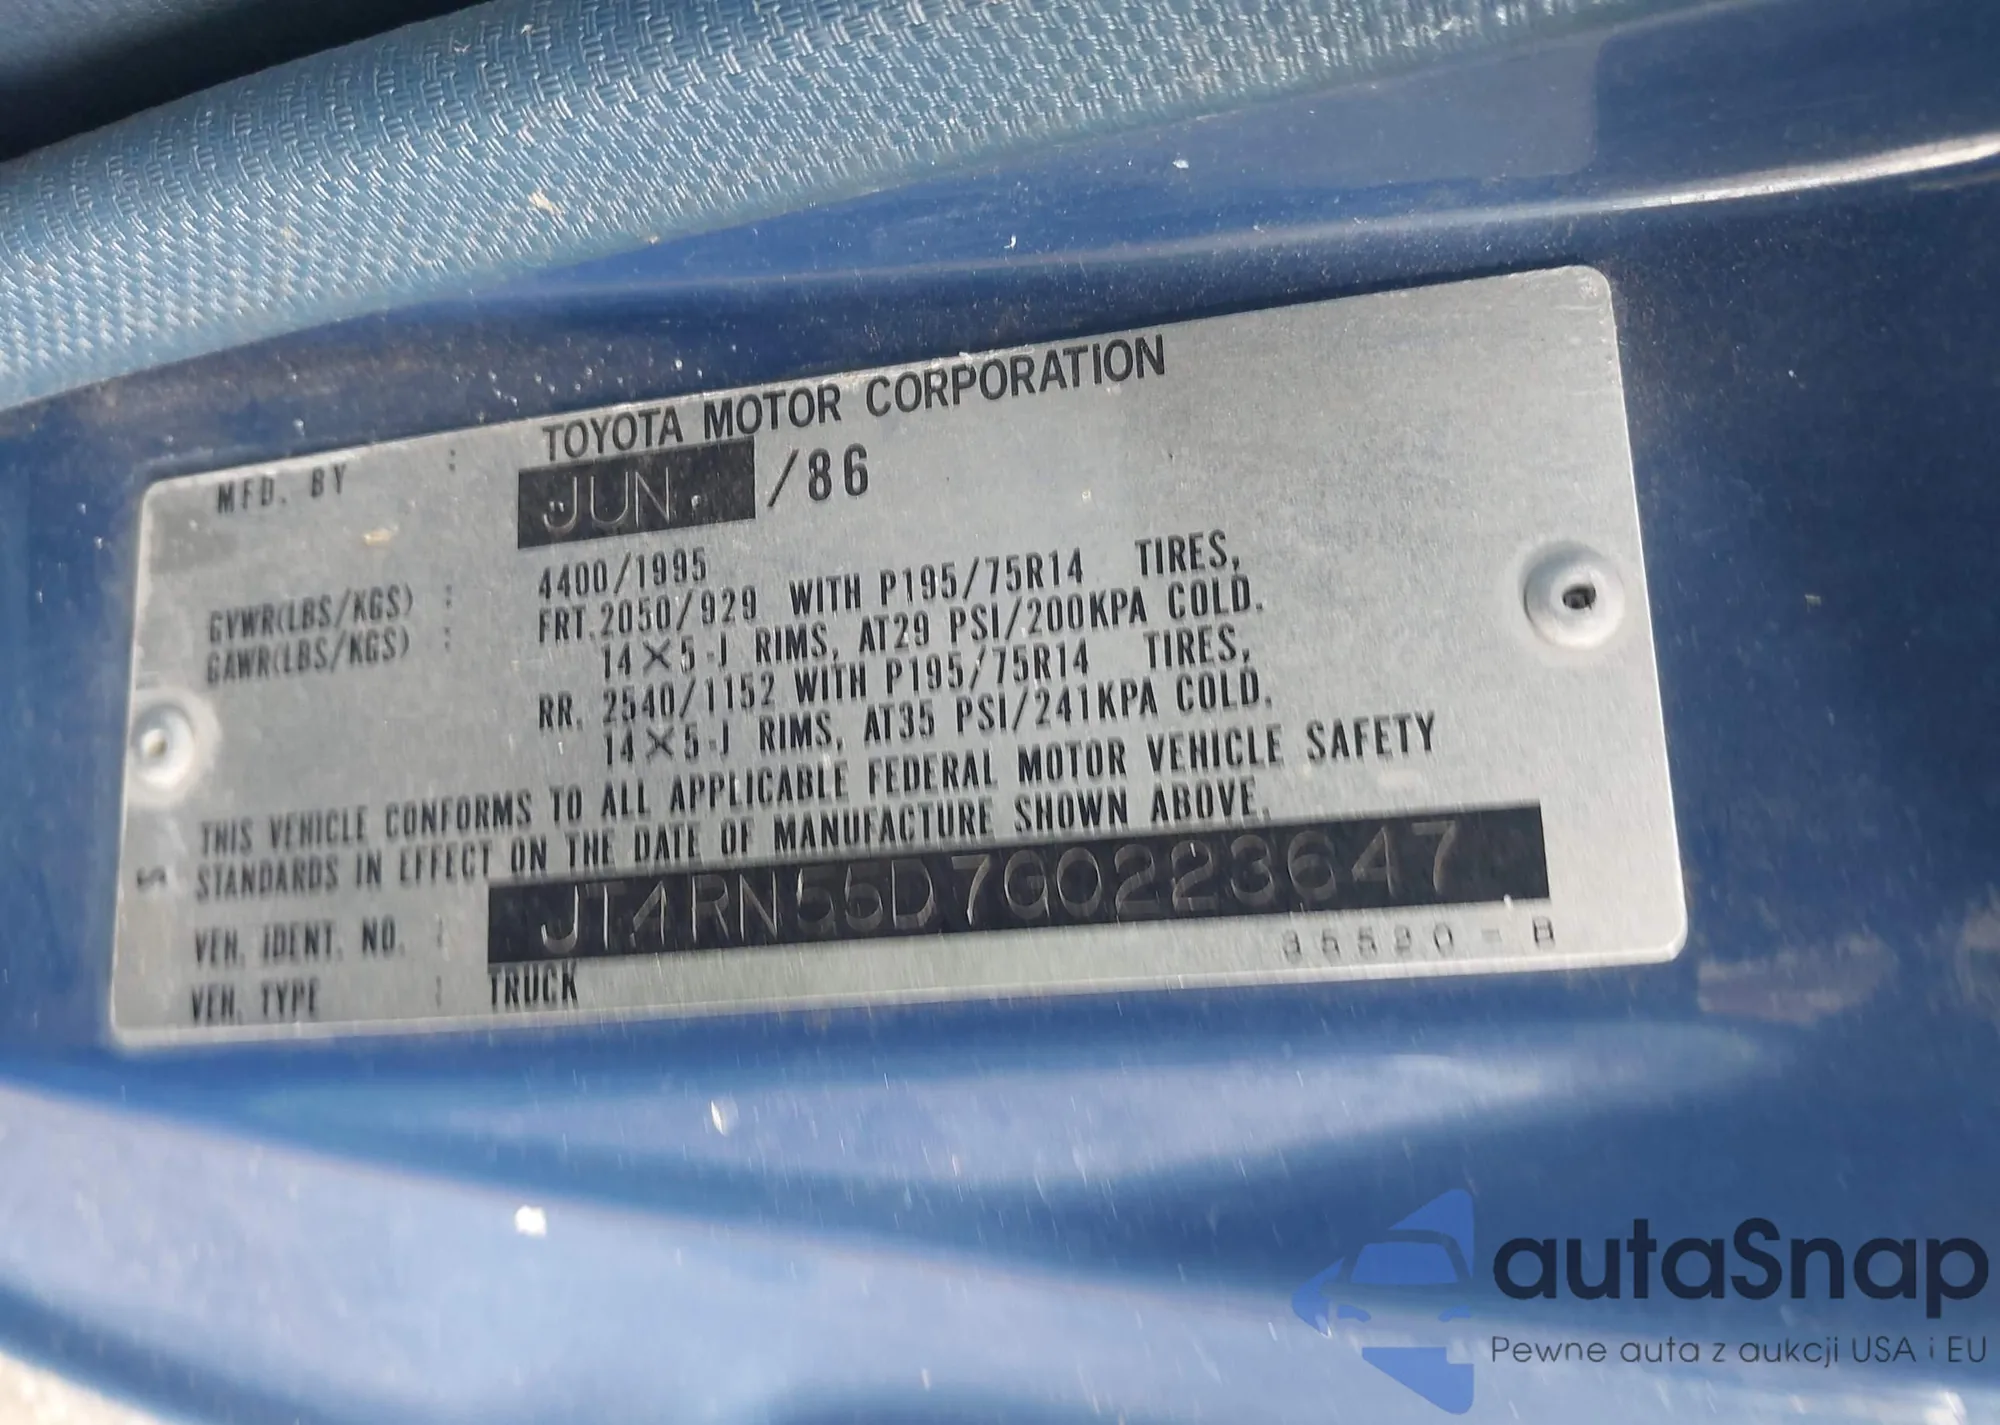 MFD. BY : TOYOTA MOTOR CORPORATION
JUN. /86
GVWR(LBS/KGS) : 4400/1995
GAWR(LBS/KGS) : FRT. 2050/929 WITH P195/75R14 TIRES,
14×5-J RIMS, AT29 PSI/200KPA COLD.
RR. 2540/1152 WITH P195/75R14 TIRES,
14×5-J RIMS, AT35 PSI/241KPA COLD.
THIS VEHICLE CONFORMS TO ALL APPLICABLE FEDERAL MOTOR VEHICLE SAFETY
STANDARDS IN EFFECT ON THE DATE OF MANUFACTURE SHOWN ABOVE.
VEH. IDENT. NO. : JT4RN55D7G0223647
VEH. TYPE : TRUCK
35520-B
autaSnap
Pewne auta z aukcji USA i EU